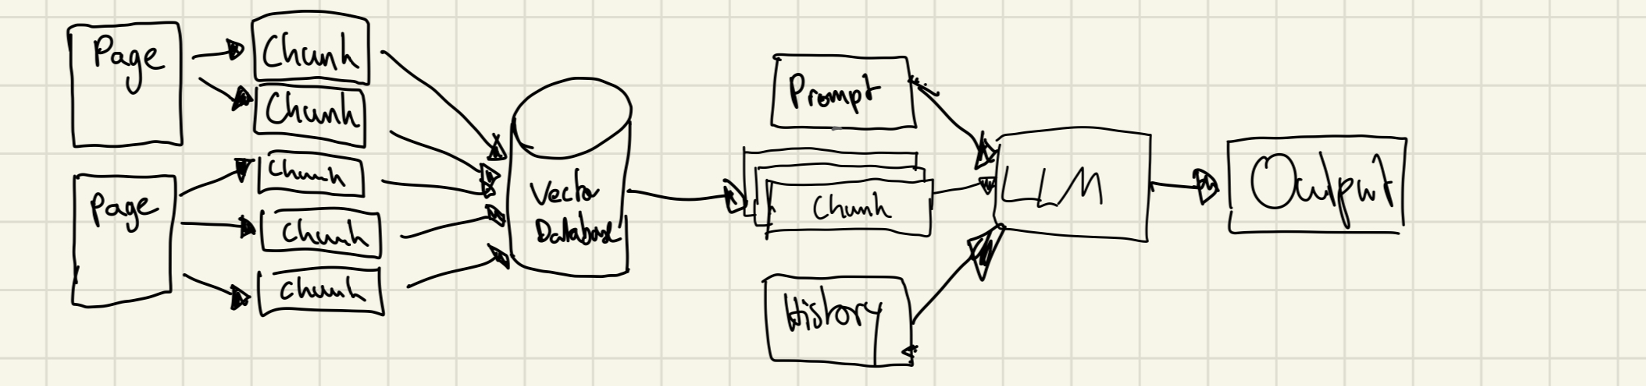 Page
Chunk
Chunk
Page
Chunk
Chunk
Chunk
Vector
Database
Prompt
Chunk
History
LLM
Output